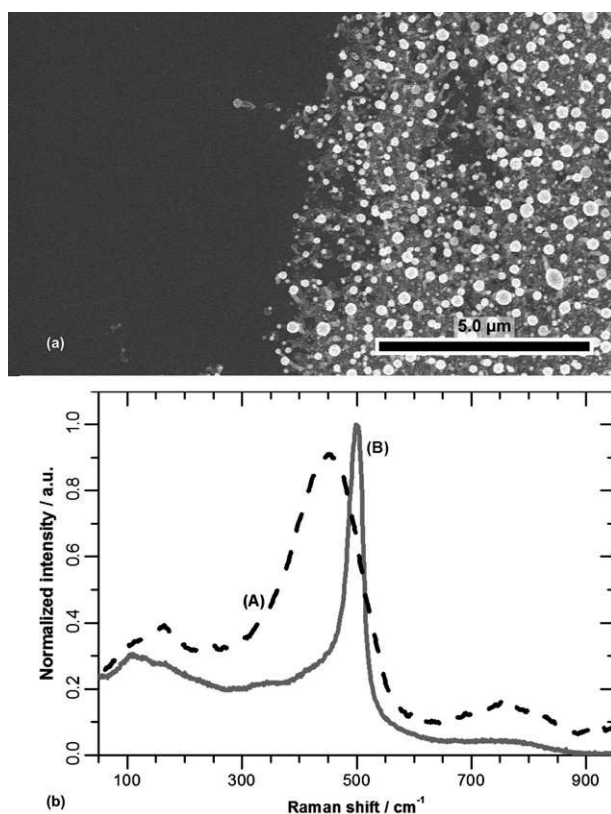 5.0 µm
(a)
Normalized intensity / a.u.
1.0
0.8
0.6
0.4
0.2
0.0
(A)
(B)
100
300
500
700
900
Raman shift / cm⁻¹
(b)